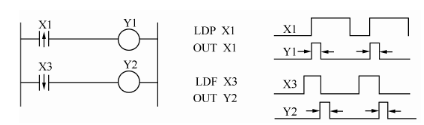 X1 Y1
X3 Y2
LDP X1
OUT X1
LDF X3
OUT Y2
X1
Y1
X3
Y2